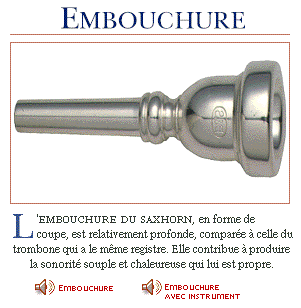 EMBOUCHURE
L'EMBOUCHURE DU SAXHORN, en forme de
coupe, est relativement profonde, comparée à celle du
trombone qui a le même registre. Elle contribue à produire
la sonorité souple et chaleureuse qui lui est propre.
EMBOUCHURE
EMBOUCHURE
AVEC INSTRUMENT